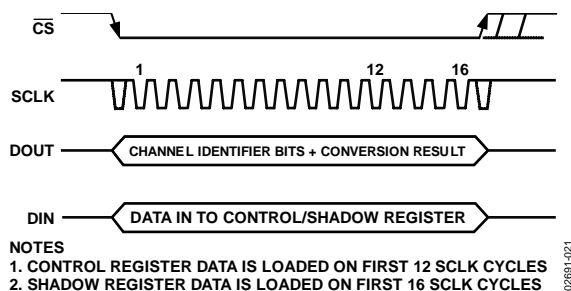 CS
1 12 16
SCLK
DOUT CHANNEL IDENTIFIER BITS + CONVERSION RESULT
DIN DATA IN TO CONTROL/SHADOW REGISTER
NOTES
1. CONTROL REGISTER DATA IS LOADED ON FIRST 12 SCLK CYCLES
2. SHADOW REGISTER DATA IS LOADED ON FIRST 16 SCLK CYCLES
02691-021